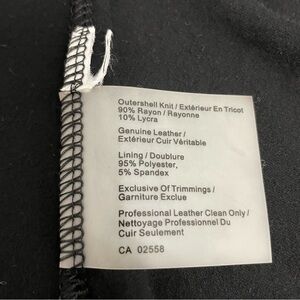 Outershell Knit / Extérieur En Tricot
90% Rayon / Rayonne
10% Lycra
Genuine Leather /
Extérieur Cuir Véritable
Lining / Doublure
95% Polyester,
5% Spandex
Exclusive Of Trimmings /
Garniture Exclue
Professional Leather Clean Only /
Nettoyage Professionnel Du
Cuir Seulement
CA 02558